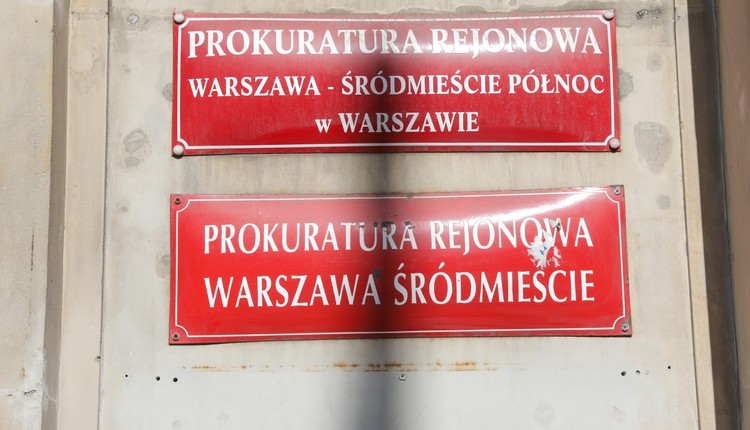 PROKURATURA REJONOWA
WARSZAWA - ŚRÓDMIEŚCIE PÓŁNOC
w WARSZAWIE
PROKURATURA REJONOWA
WARSZAWA ŚRÓDMIEŚCIE